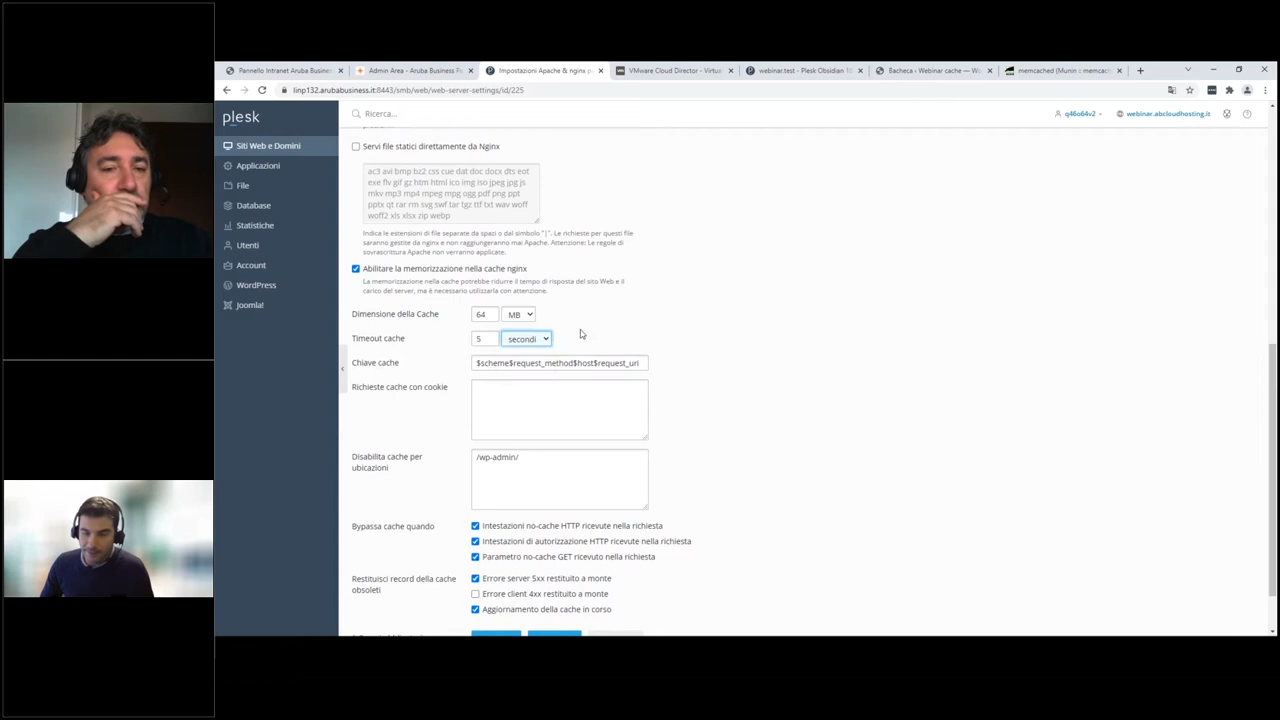 Pannello Intranet Aruba Business
Admin Area - Aruba Business Pa
Impostazioni Apache & nginx p
VMware Cloud Director - Virtua
webinar.test - Plesk Obsidian 18
Bacheca ‹ Webinar cache — Wo
memcached (Munin :: memcac
linp132.arubabusiness.it:8443/smb/web/web-server-settings/id/225
plesk
Ricerca...
q46o64v2
webinar.abcloudhosting.it
Siti Web e Domini
Applicazioni
File
Database
Statistiche
Utenti
Account
WordPress
Joomla!
Servi file statici direttamente da Nginx
ac3 avi bmp bz2 css cue dat doc docx dts eot
exe flv gif gz htm html ico img iso jpeg jpg js
mkv mp3 mp4 mpeg mpg ogg pdf png ppt
pptx qt rar rm svg swf tar tgz ttf txt wav woff
woff2 xls xlsx zip webp
Indica le estensioni di file separate da spazi o dal simbolo "|". Le richieste per questi file
saranno gestite da nginx e non raggiungeranno mai Apache. Attenzione: Le regole di
sovrascrittura Apache non verranno applicate.
Abilitare la memorizzazione nella cache nginx
La memorizzazione nella cache potrebbe ridurre il tempo di risposta del sito Web e il
carico del server, ma è necessario utilizzarla con attenzione.
Dimensione della Cache
64 MB
Timeout cache
5 secondi
Chiave cache
$scheme$request_method$host$request_uri
Richieste cache con cookie
Disabilita cache per
ubicazioni
/wp-admin/
Bypassa cache quando
Intestazioni no-cache HTTP ricevute nella richiesta
Intestazioni di autorizzazione HTTP ricevute nella richiesta
Parametro no-cache GET ricevuto nella richiesta
Restituisci record della cache
obsoleti
Errore server 5xx restituito a monte
Errore client 4xx restituito a monte
Aggiornamento della cache in corso